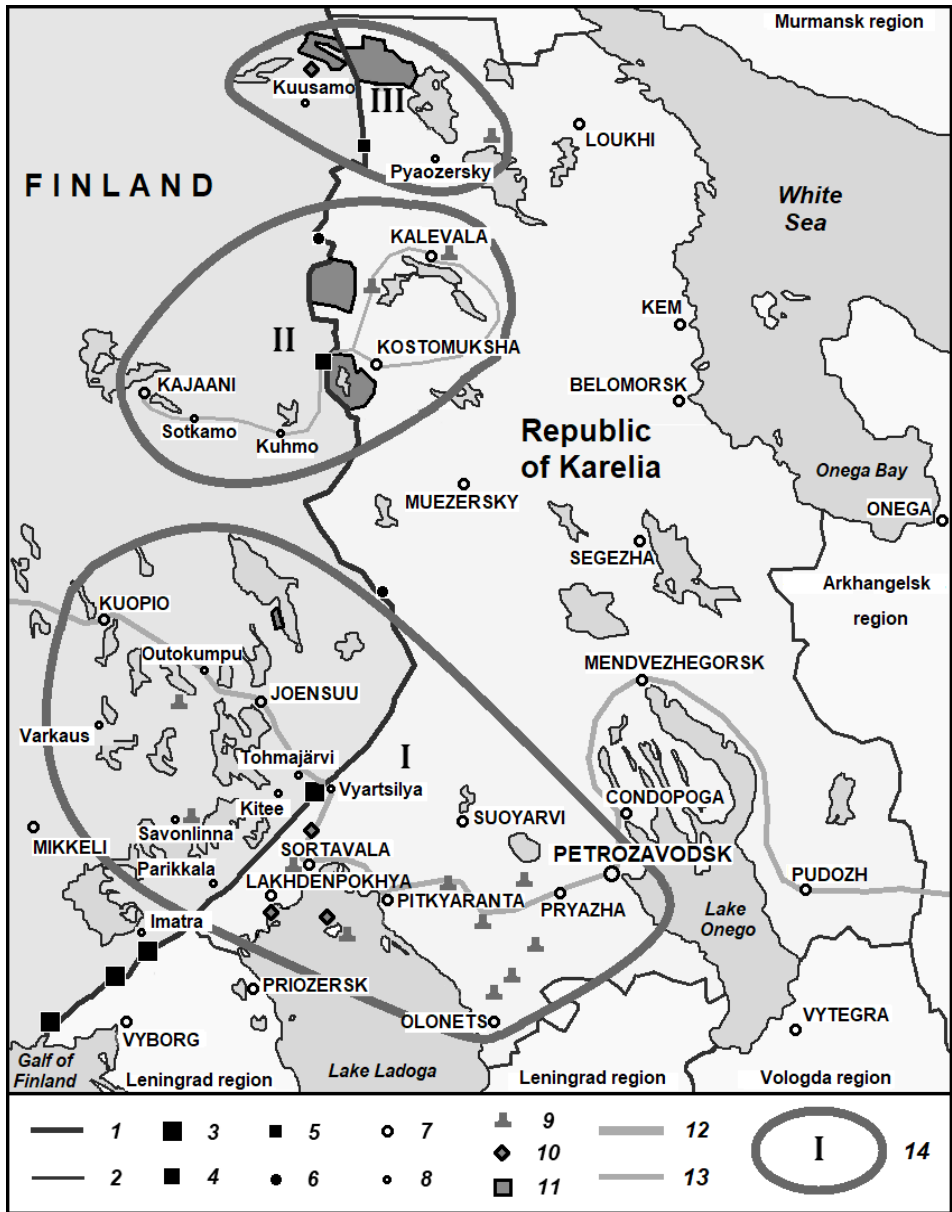 Murmansk region
Kuusamo
III
LOUKHI
Pyaozersky
FINLAND
White
Sea
KALEVALA
KEM
II
KOSTOMUKSHA
KAJAANI
BELOMORSK
Sotkamo
Kuhmo
Republic
of Karelia
Onega Bay
MUEZERSKY
ONEGA
SEGEZHA
Arkhangelsk
region
KUOPIO
Outokumpu
MENDVEZHEGORSK
JOENSUU
Varkaus
I
Tohmajärvi
Vyartsilya
Kitee
CONDOPOGA
SUOYARVI
Savonlinna
MIKKELI
SORTAVALA
PETROZAVODSK
Parikkala
LAKHDENPOKHYA
PUDOZH
PITKYARANTA
PRYAZHA
Imatra
Lake
Onego
PRIOZERSK
VYBORG
OLONETS
VYTEGRA
Galf of
Finland
Leningrad region
Lake Ladoga
Leningrad region
Vologda region
1 3 5 7 9 12 I 14
10
2 4 6 8 11 13